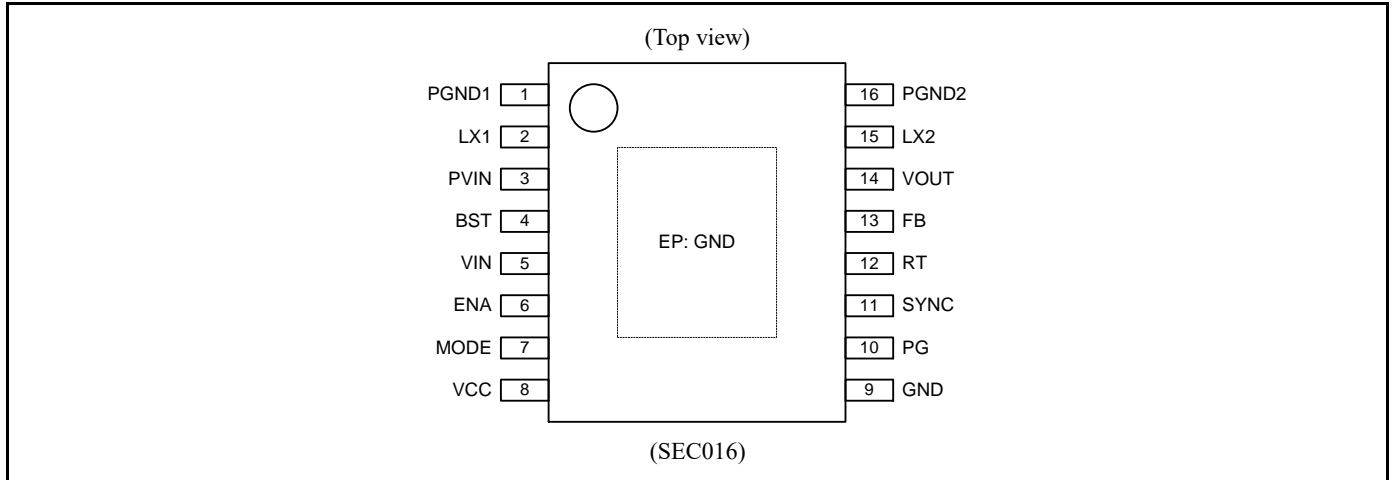 (Top view)
PGND1 1 16 PGND2
LX1 2 15 LX2
PVIN 3 14 VOUT
BST 4 13 FB
EP: GND
VIN 5 12 RT
ENA 6 11 SYNC
MODE 7 10 PG
VCC 8 9 GND
(SEC016)